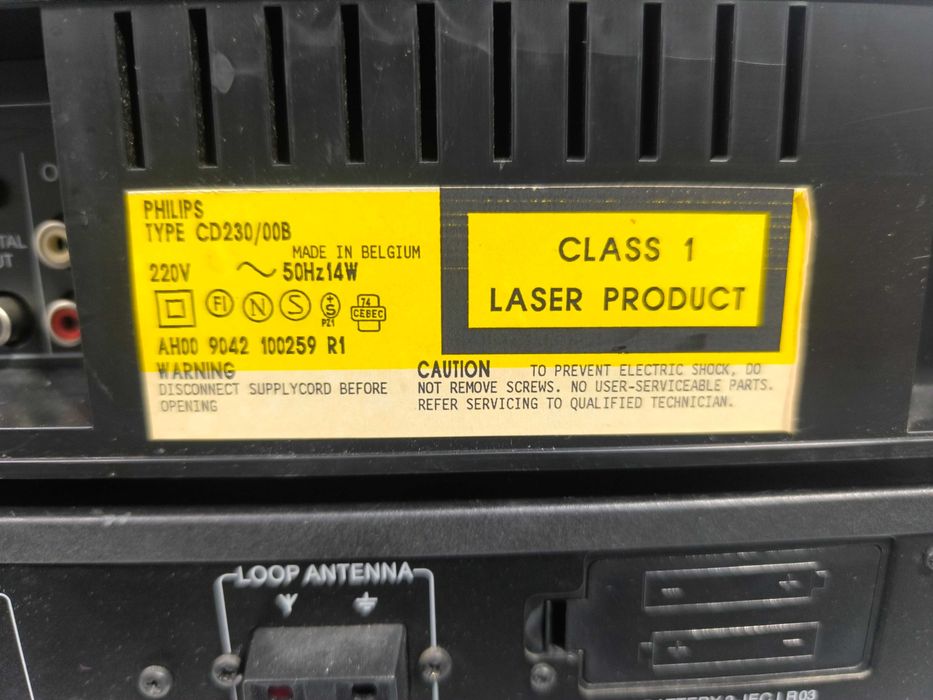 PHILIPS
TYPE CD230/00B
MADE IN BELGIUM
220V 50Hz14W
FI N S S 74
PZ1 CEBEC
AH00 9042 100259 R1
CLASS 1
LASER PRODUCT
WARNING
DISCONNECT SUPPLYCORD BEFORE
OPENING
CAUTION TO PREVENT ELECTRIC SHOCK, DO
NOT REMOVE SCREWS. NO USER-SERVICEABLE PARTS.
REFER SERVICING TO QUALIFIED TECHNICIAN.
LOOP ANTENNA